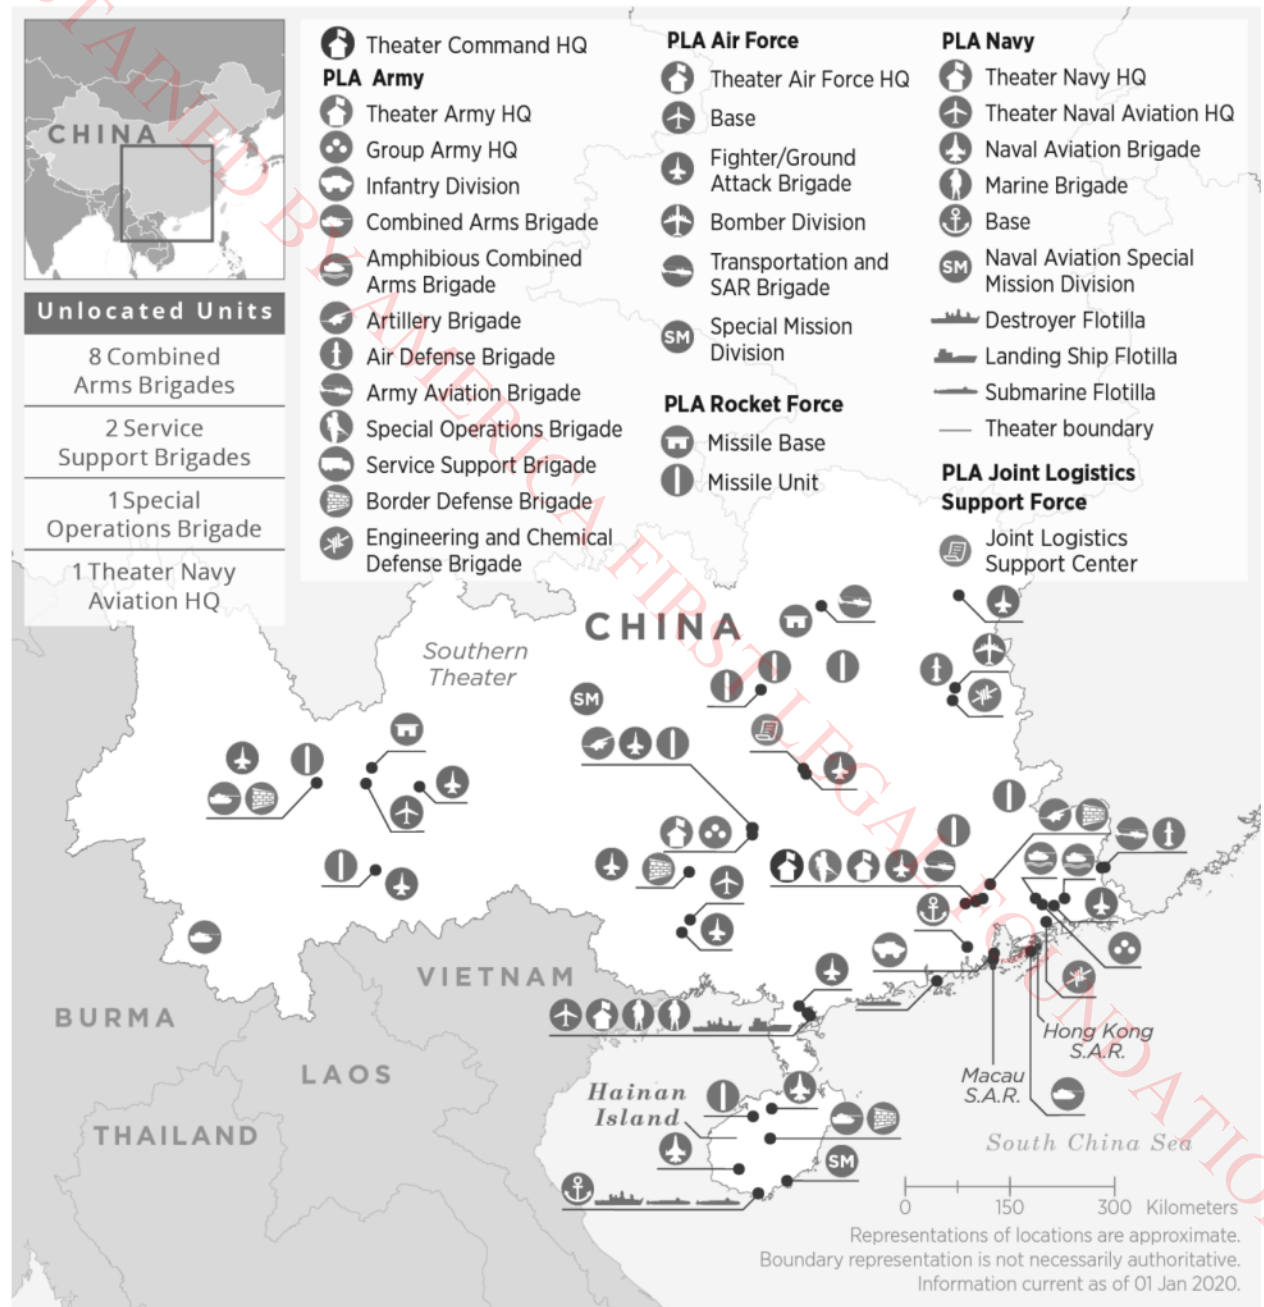 CHINA
Unlocated Units
8 Combined
Arms Brigades
2 Service
Support Brigades
1 Special
Operations Brigade
1 Theater Navy
Aviation HQ
Theater Command HQ
PLA Army
Theater Army HQ
Group Army HQ
Infantry Division
Combined Arms Brigade
Amphibious Combined
Arms Brigade
Artillery Brigade
Air Defense Brigade
Army Aviation Brigade
Special Operations Brigade
Service Support Brigade
Border Defense Brigade
Engineering and Chemical
Defense Brigade
PLA Air Force
Theater Air Force HQ
Base
Fighter/Ground
Attack Brigade
Bomber Division
Transportation and
SAR Brigade
SM
Special Mission
Division
PLA Rocket Force
Missile Base
Missile Unit
PLA Navy
Theater Navy HQ
Theater Naval Aviation HQ
Naval Aviation Brigade
Marine Brigade
Base
SM
Naval Aviation Special
Mission Division
Destroyer Flotilla
Landing Ship Flotilla
Submarine Flotilla
Theater boundary
PLA Joint Logistics
Support Force
Joint Logistics
Support Center
CHINA
Southern
Theater
SM
VIETNAM
BURMA
LAOS
THAILAND
Hong Kong
S.A.R.
Macau
S.A.R.
Hainan
Island
SM
South China Sea
0 150 300 Kilometers
Representations of locations are approximate.
Boundary representation is not necessarily authoritative.
Information current as of 01 Jan 2020.
STAINED BY AMERICA FIRST LEGAL FOUNDATIO